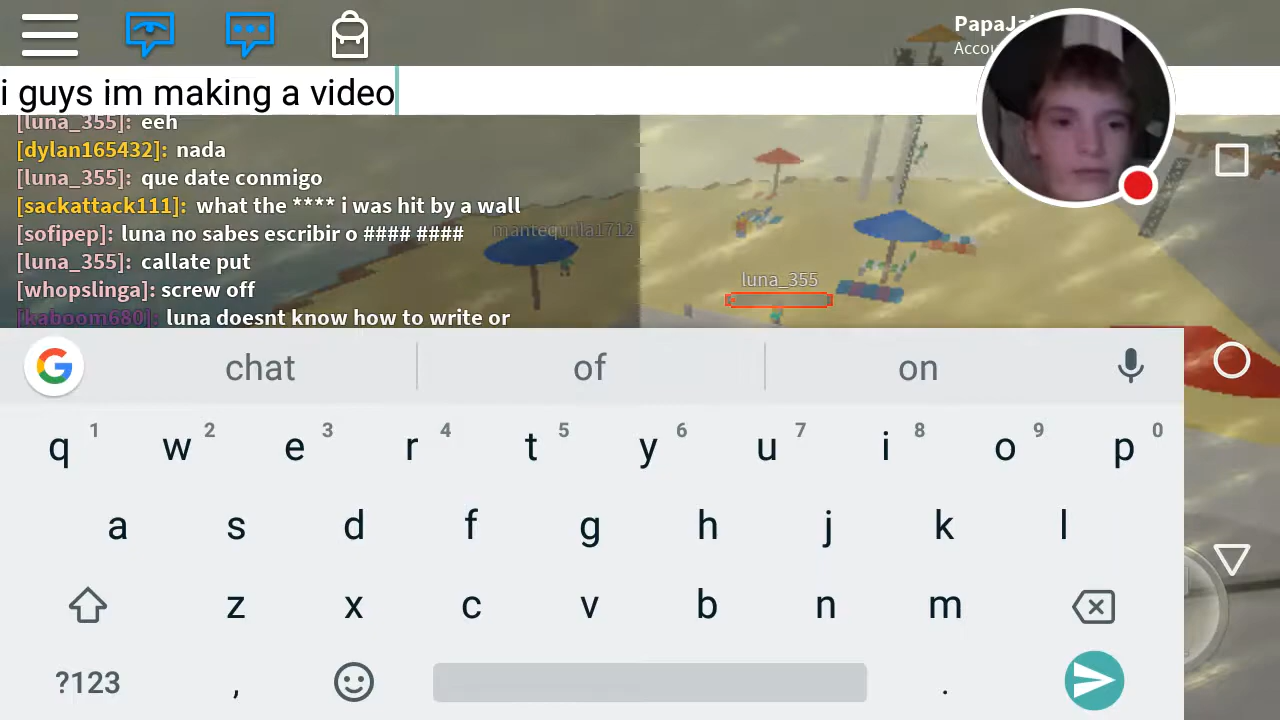 PapaJa
Accou
i guys im making a video
[luna_355]: eeh
[dylan165432]: nada
[luna_355]: que date conmigo
[sackattack111]: what the **** i was hit by a wall
[sofipep]: luna no sabes escribir o #### ####
mantequilla1712
[luna_355]: callate put
luna_355
[whopslinga]: screw off
[kaboom680]: luna doesnt know how to write or
chat of on
q 1 w 2 e 3 r 4 t 5 y 6 u 7 i 8 o 9 p 0
a s d f g h j k l
z x c v b n m
?123 , .